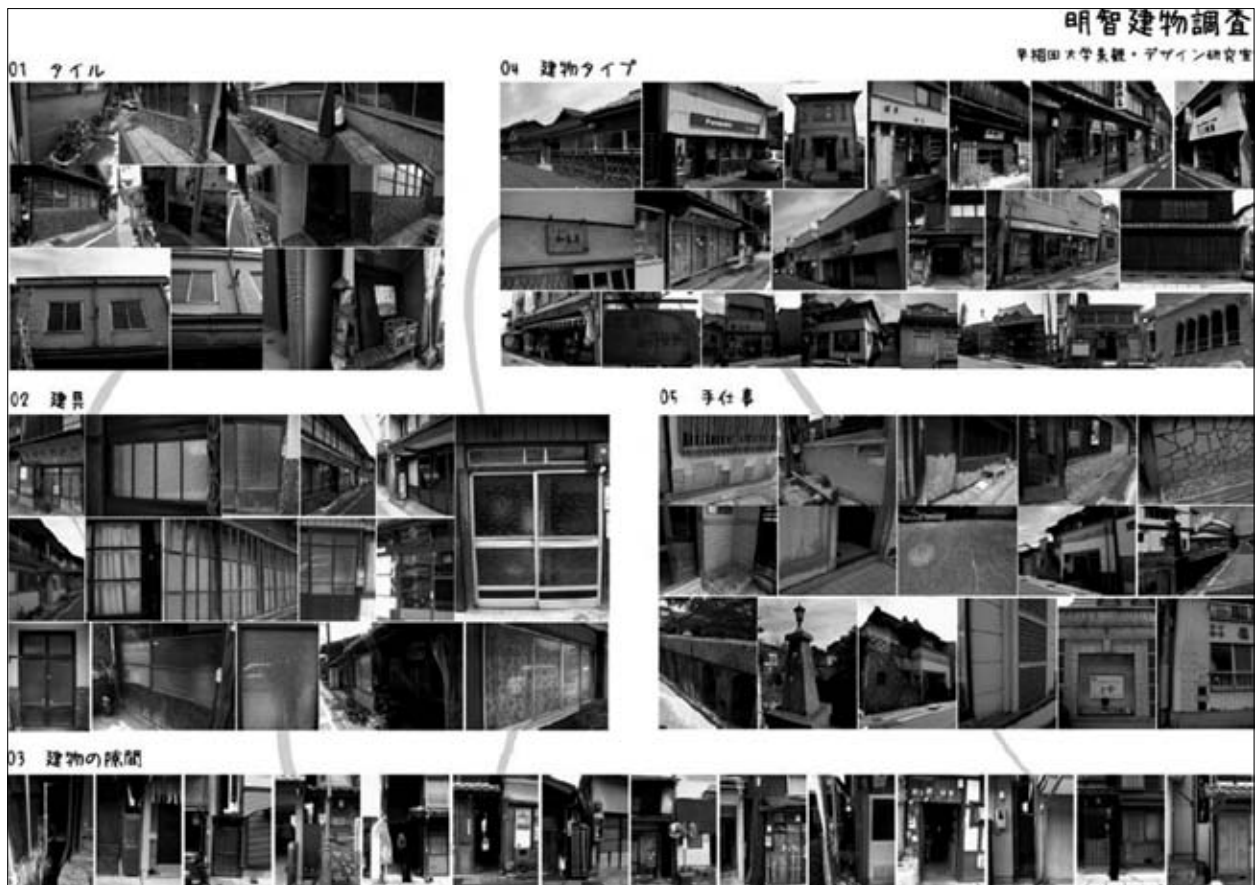 明智建物調査
早稲田大学景観・デザイン研究室
01 タイル
04 建物タイプ
Panasonic
02 建具
05 手仕事
03 建物の隙間